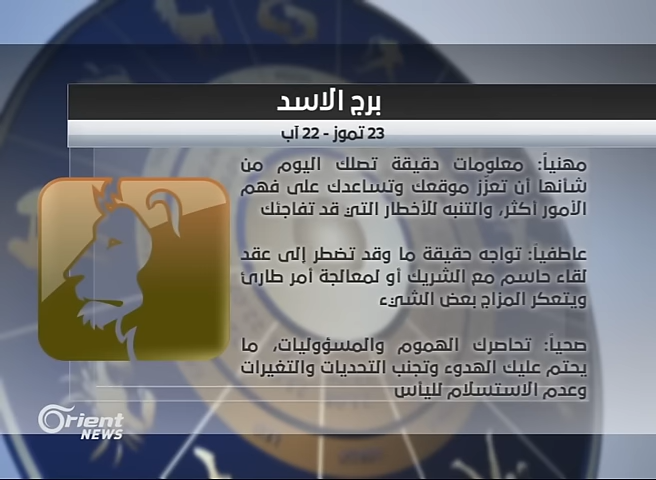 برج الاسد
23 تموز - 22 آب
مهنياً: معلومات دقيقة تصلك اليوم من
شأنها أن تعزز موقعك وتساعدك على فهم
الأمور أكثر، والتنبه للأخطار التي قد تفاجئك
عاطفياً: تواجه حقيقة ما وقد تضطر إلى عقد
لقاء حاسم مع الشريك أو لمعالجة أمر طارئ
ويتعكر المزاج بعض الشيء
صحياً: تحاصرك الهموم والمسؤوليات، ما
يحتم عليك الهدوء وتجنب التحديات والتغيرات
وعدم الاستسلام لليأس
Orient
NEWS